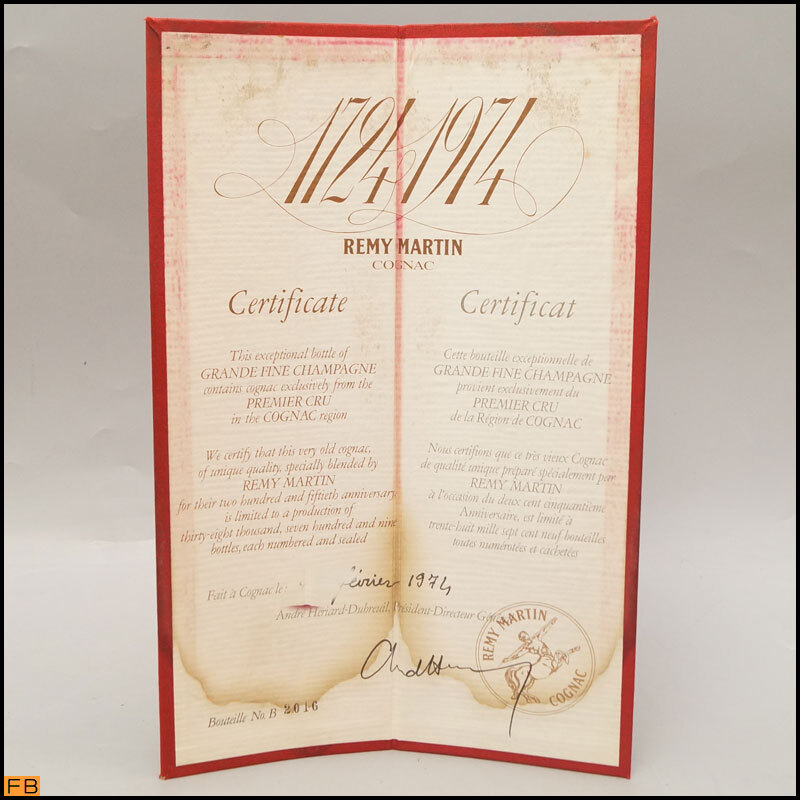 1724 1974
REMY MARTIN
COGNAC
Certificate
This exceptional bottle of
GRANDE FINE CHAMPAGNE
contains cognac exclusively from the
PREMIER CRU
in the COGNAC region
We certify that this very old cognac,
of unique quality, specially blended by
REMY MARTIN
for their two hundred and fiftieth anniversary,
is limited to a production of
thirty-eight thousand, seven hundred and nine
bottles, each numbered and sealed
Certificat
Cette bouteille exceptionnelle de
GRANDE FINE CHAMPAGNE
provient exclusivement du
PREMIER CRU
de la Région de COGNAC
Nous certifions que ce très vieux Cognac
de qualité unique préparé spécialement par
REMY MARTIN
à l'occasion du deux cent cinquantième
Anniversaire, est limité à
trente-huit mille sept cent neuf bouteilles
toutes numérotées et cachetées
Fait à Cognac le: février 1974
André Hériard-Dubreuil, Président-Directeur
REMY MARTIN
COGNAC
Bouteille No. B 2016
FB